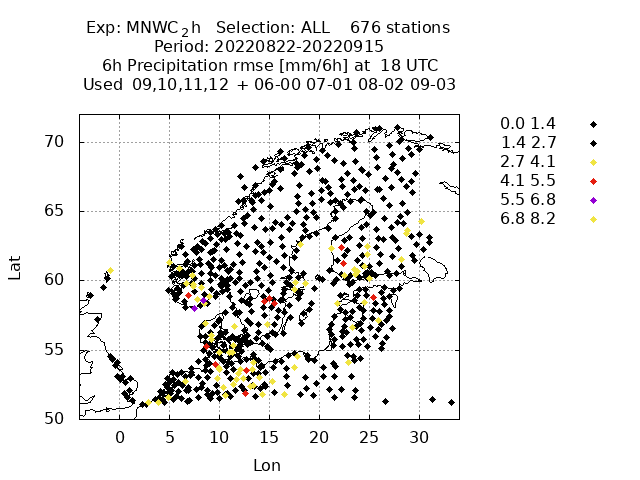 Exp: MNWC_2h Selection: ALL 676 stations
Period: 20220822-20220915
6h Precipitation rmse [mm/6h] at 18 UTC
Used 09,10,11,12 + 06-00 07-01 08-02 09-03
0.0 1.4
1.4 2.7
2.7 4.1
4.1 5.5
5.5 6.8
6.8 8.2
70
65
60
55
50
Lat
0 5 10 15 20 25 30
Lon